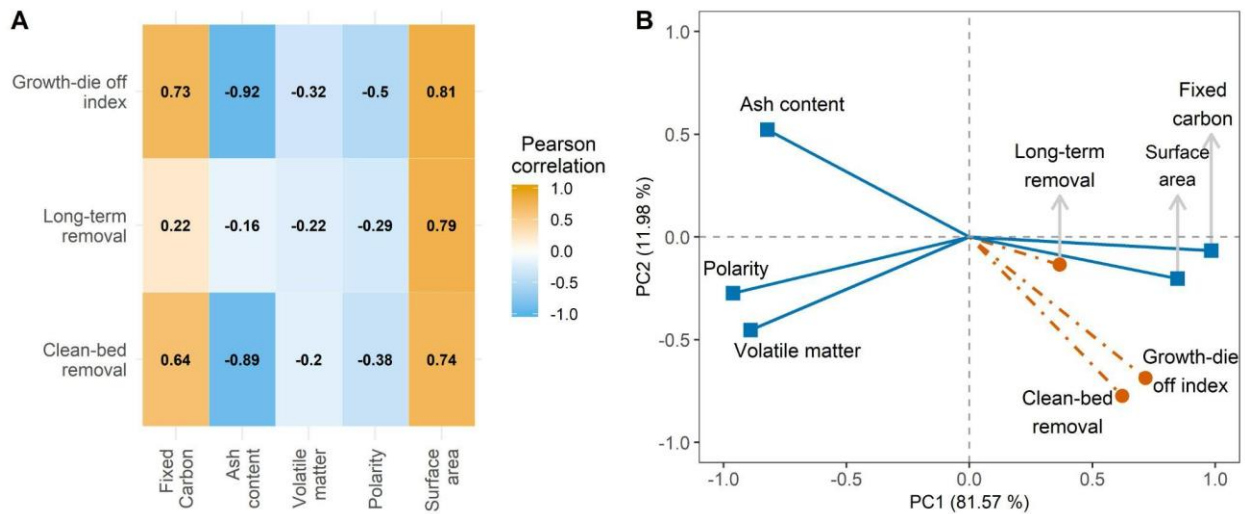 A
Growth-die off
index
0.73
-0.92
-0.32
-0.5
0.81
Long-term
removal
0.22
-0.16
-0.22
-0.29
0.79
Clean-bed
removal
0.64
-0.89
-0.2
-0.38
0.74
Fixed
Carbon
Ash
content
Volatile
matter
Polarity
Surface
area
Pearson
correlation
1.0
0.5
0.0
-0.5
-1.0
B
1.0
0.5
0.0
-0.5
-1.0
PC2 (11.98 %)
Ash content
Fixed
carbon
Long-term
removal
Surface
area
Polarity
Volatile matter
Growth-die
off index
Clean-bed
removal
-1.0
-0.5
0.0
0.5
1.0
PC1 (81.57 %)